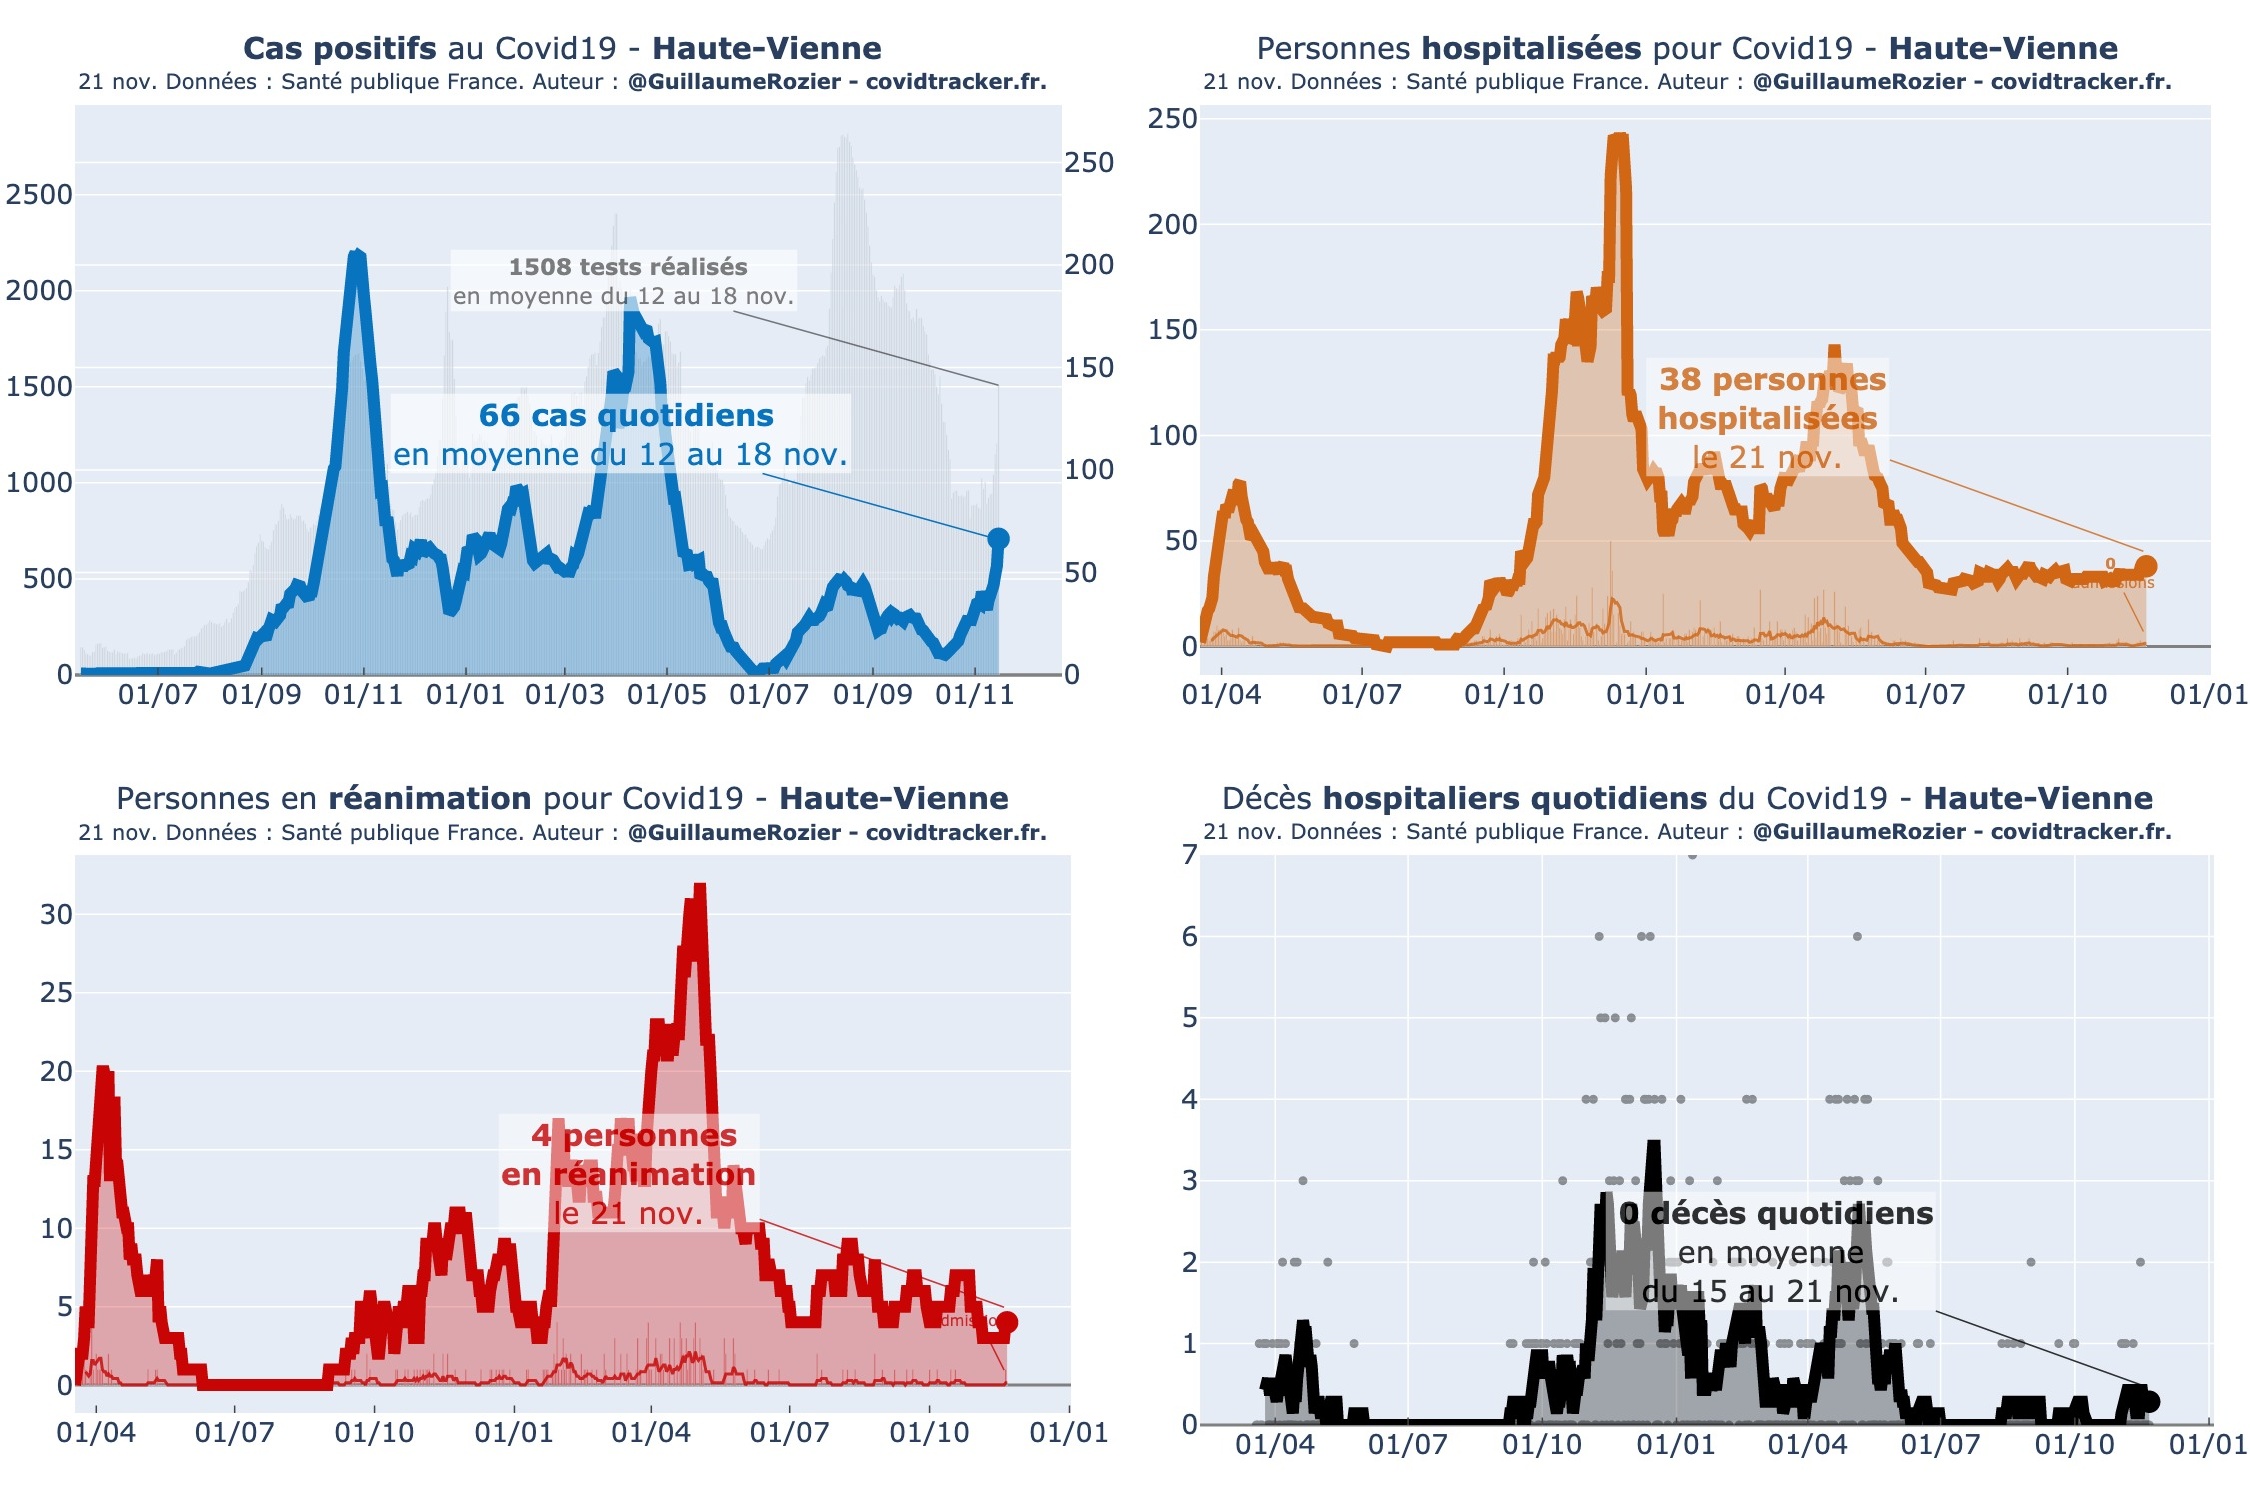 Cas positifs au Covid19 - Haute-Vienne
21 nov. Données : Santé publique France. Auteur : @GuillaumeRozier - covidtracker.fr.
250
2500
200
2000
1508 tests réalisés
en moyenne du 12 au 18 nov.
150
1500
66 cas quotidiens
en moyenne du 12 au 18 nov.
100
1000
50
500
0
0
01/07 01/09 01/11 01/01 01/03 01/05 01/07 01/09 01/11
Personnes hospitalisées pour Covid19 - Haute-Vienne
21 nov. Données : Santé publique France. Auteur : @GuillaumeRozier - covidtracker.fr.
250
200
150
38 personnes
hospitalisées
le 21 nov.
100
50
0
admissions
0
01/04 01/07 01/10 01/01 01/04 01/07 01/10 01/01
Personnes en réanimation pour Covid19 - Haute-Vienne
21 nov. Données : Santé publique France. Auteur : @GuillaumeRozier - covidtracker.fr.
30
25
20
15
4 personnes
en réanimation
le 21 nov.
10
5
0
01/04 01/07 01/10 01/01 01/04 01/07 01/10 01/01
Décès hospitaliers quotidiens du Covid19 - Haute-Vienne
21 nov. Données : Santé publique France. Auteur : @GuillaumeRozier - covidtracker.fr.
7
6
5
4
3
0 décès quotidiens
en moyenne
du 15 au 21 nov.
2
1
0
01/04 01/07 01/10 01/01 01/04 01/07 01/10 01/01